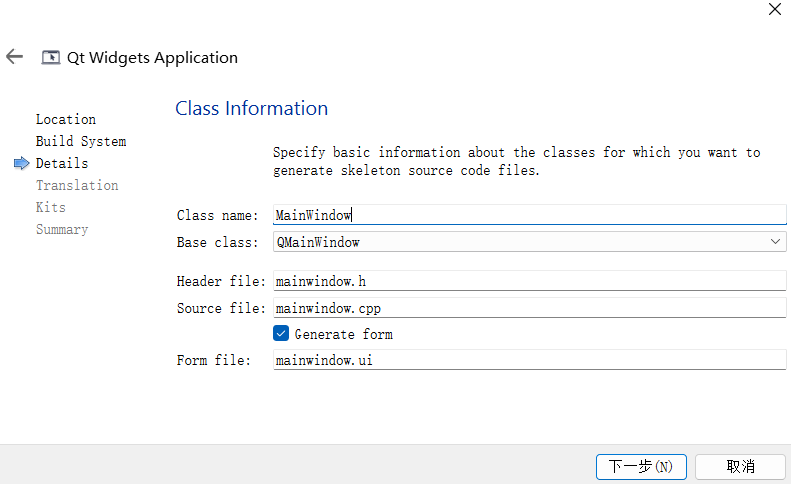 Qt Widgets Application
Location
Build System
Details
Translation
Kits
Summary
Class Information
Specify basic information about the classes for which you want to
generate skeleton source code files.
Class name: MainWindow
Base class: QMainWindow
Header file: mainwindow.h
Source file: mainwindow.cpp
Generate form
Form file: mainwindow.ui
下一步(N) 取消